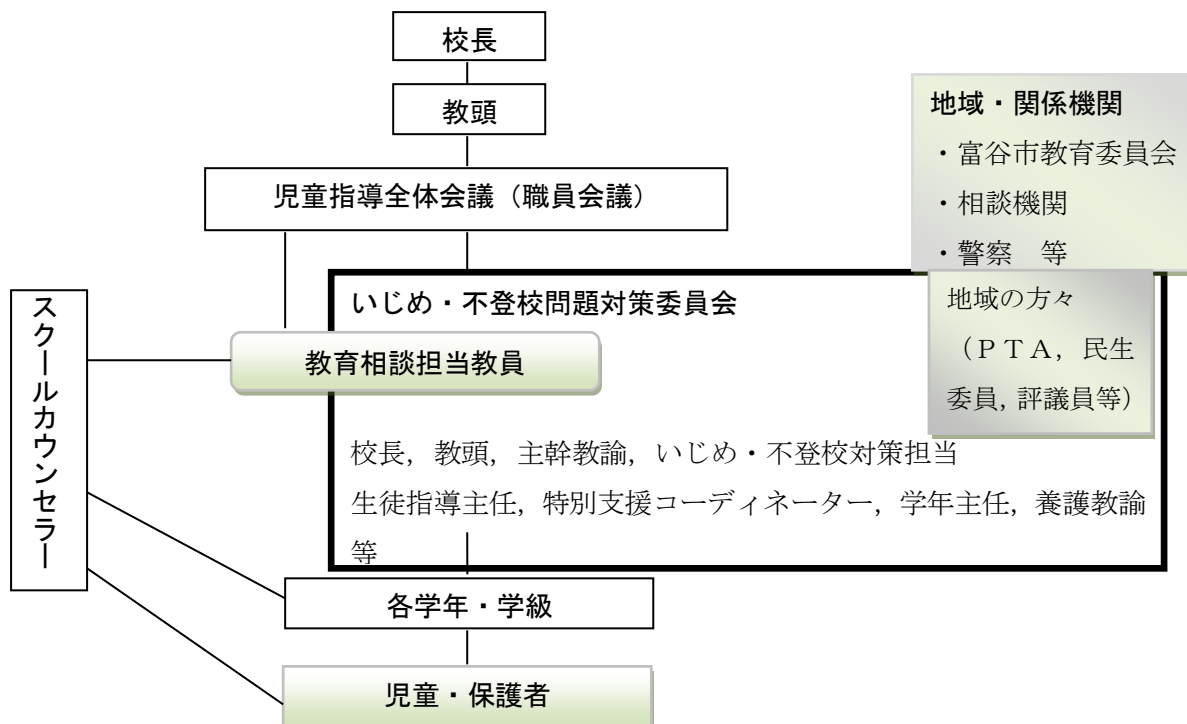 校長
教頭
児童指導全体会議（職員会議）
地域・関係機関
・富谷市教育委員会
・相談機関
・警察　等
地域の方々
（ＰＴＡ，民生
委員，評議員等）
いじめ・不登校問題対策委員会
教育相談担当教員
スクールカウンセラー
校長，教頭，主幹教諭，いじめ・不登校対策担当
生徒指導主任，特別支援コーディネーター，学年主任，養護教諭
等
各学年・学級
児童・保護者